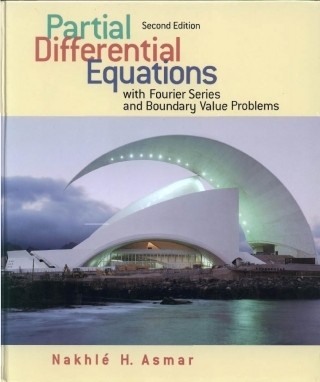 Partial
Second Edition
Differential
Equations
with Fourier Series
and Boundary Value Problems
Nakhlé H. Asmar